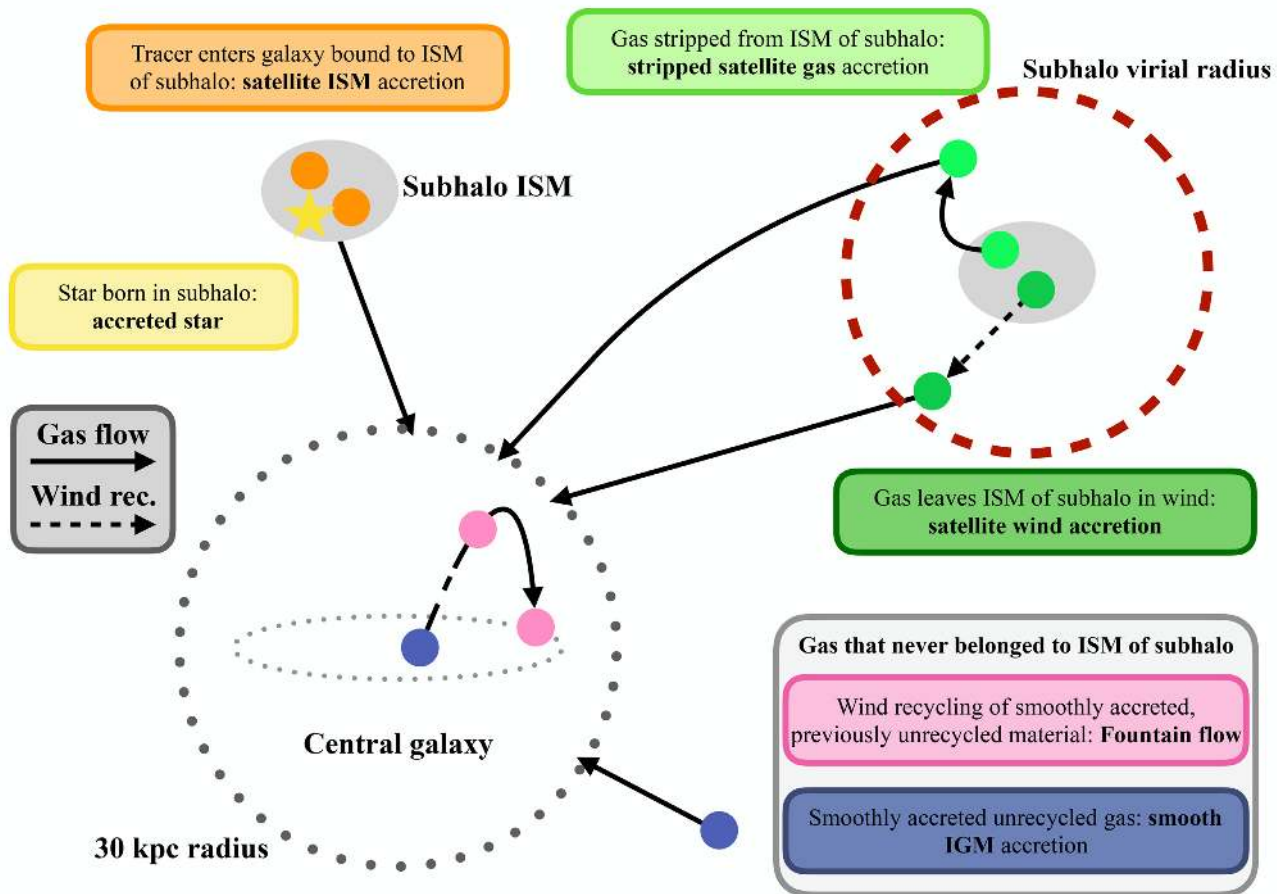 Tracer enters galaxy bound to ISM
of subhalo: satellite ISM accretion
Gas stripped from ISM of subhalo:
stripped satellite gas accretion
Subhalo virial radius
Subhalo ISM
Star born in subhalo:
accreted star
Gas flow
Wind rec.
Gas leaves ISM of subhalo in wind:
satellite wind accretion
Central galaxy
30 kpc radius
Gas that never belonged to ISM of subhalo
Wind recycling of smoothly accreted,
previously unrecycled material: Fountain flow
Smoothly accreted unrecycled gas: smooth
IGM accretion